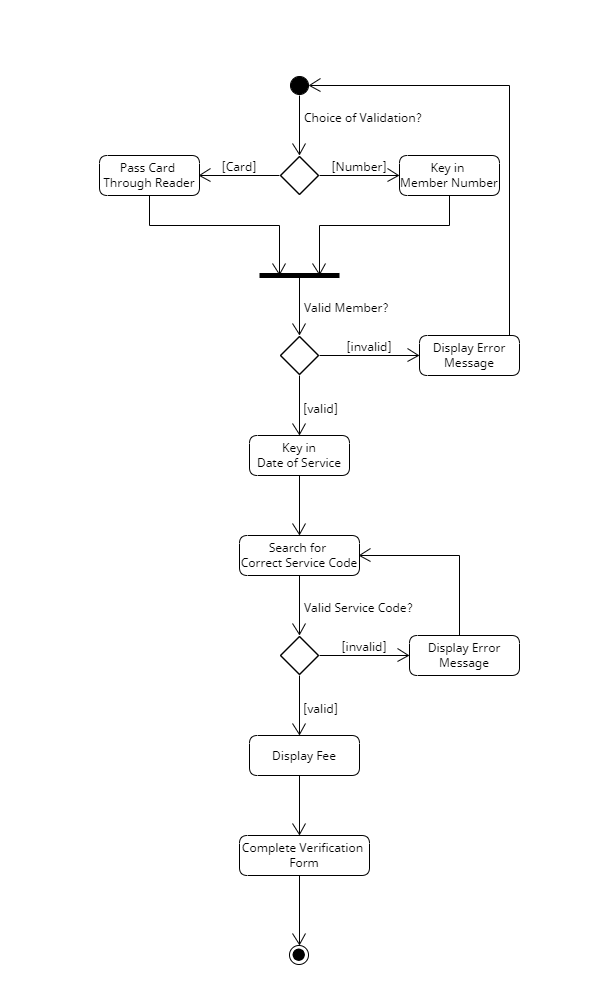 Choice of Validation?
Pass Card
Through Reader
[Card]
[Number]
Key in
Member Number
Valid Member?
[invalid]
Display Error
Message
[valid]
Key in
Date of Service
Search for
Correct Service Code
Valid Service Code?
[invalid]
Display Error
Message
[valid]
Display Fee
Complete Verification
Form